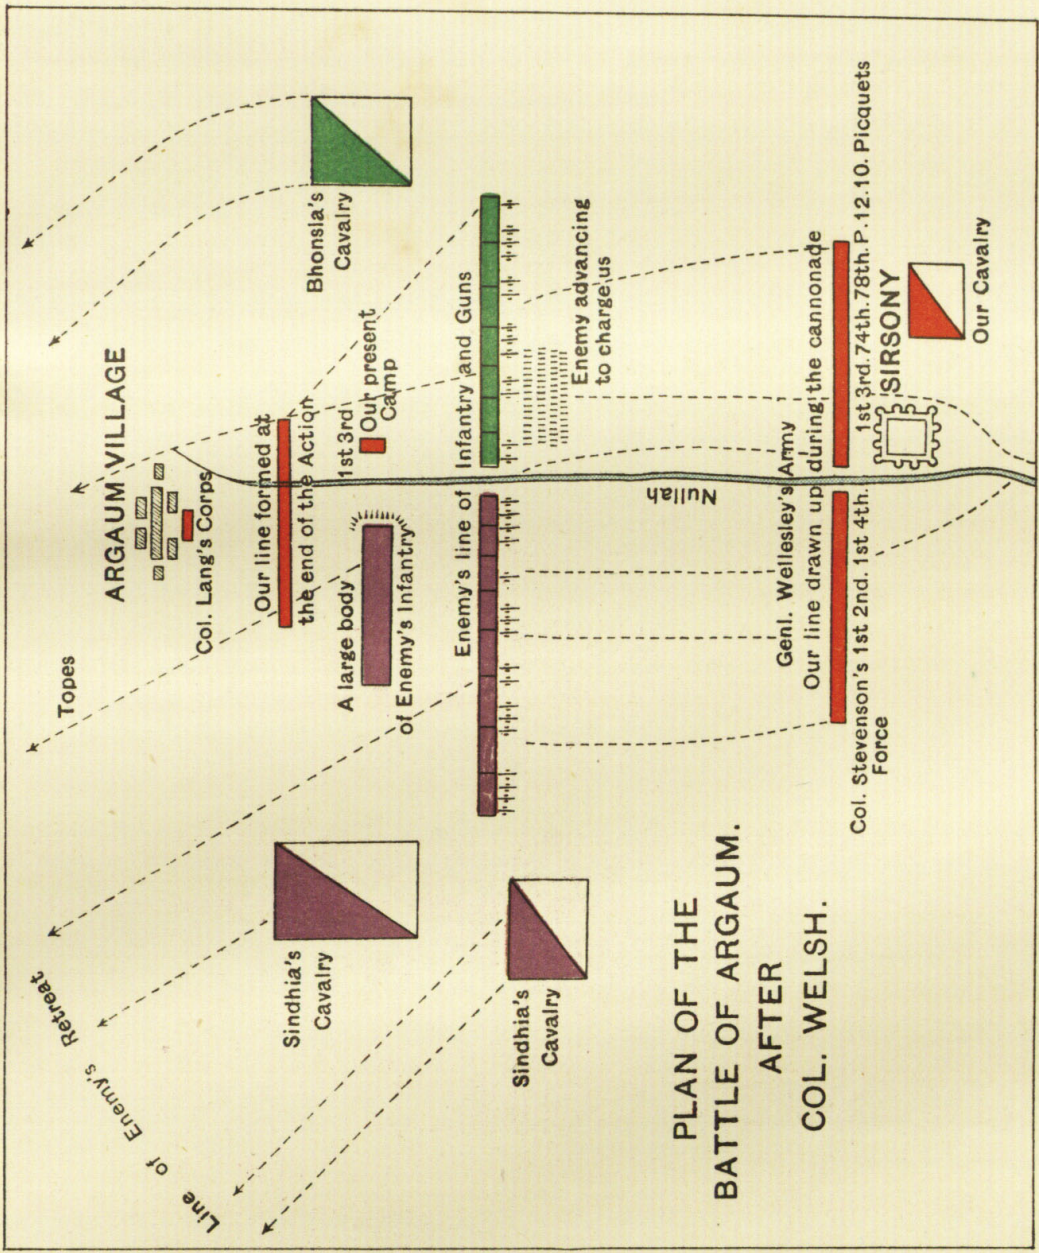 ARGAUM VILLAGE
Topes
Col. Lang's Corps
Our line formed at
the end of the Action
1st 3rd
Our present
Camp
Bhonsla's
Cavalry
A large body
of Enemy's Infantry
Enemy's line of Infantry and Guns
Enemy advancing
to charge us
Nullah
Genl. Wellesley's Army
Our line drawn up during the cannonade
Col. Stevenson's 1st 2nd. 1st 4th. 1st 3rd. 74th. 78th. P. 12. 10. Picquets
Force
SIRSONY
Our Cavalry
Sindhia's
Cavalry
Sindhia's
Cavalry
Line of Enemy's Retreat
PLAN OF THE
BATTLE OF ARGAUM.
AFTER
COL. WELSH.